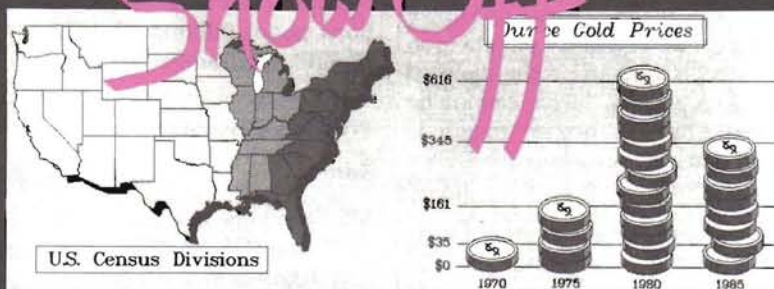 Show Off
Ounce Gold Prices
$616
$345
$161
$35
$0
1970 1975 1980 1985
U.S. Census Divisions